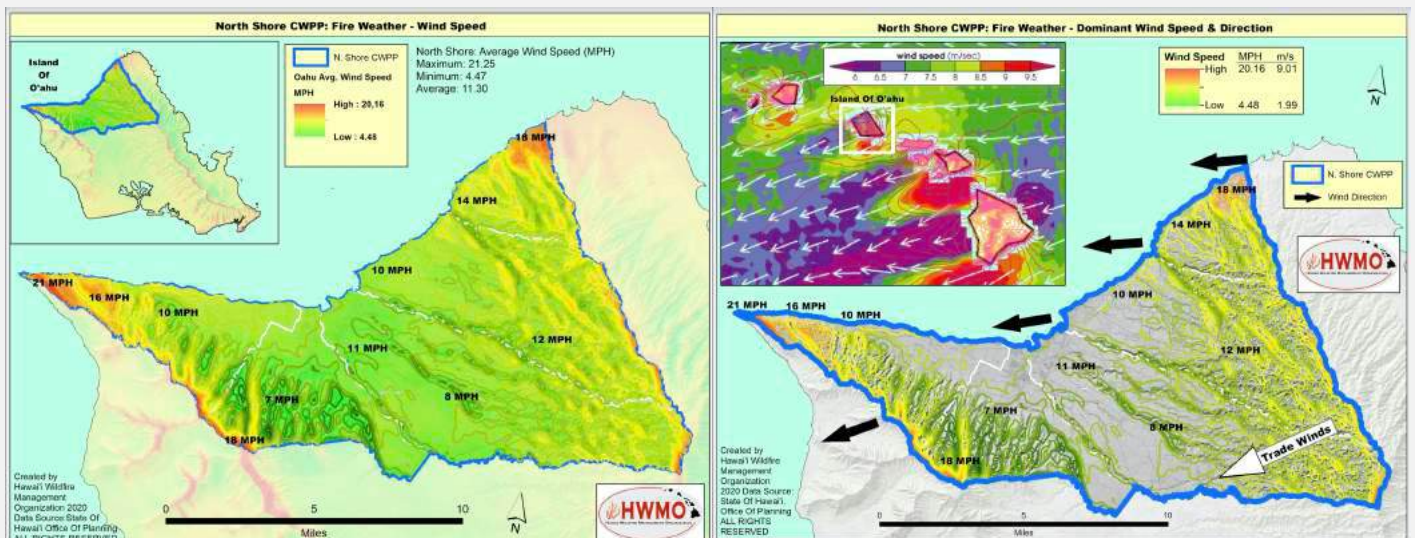 North Shore CWPP: Fire Weather - Wind Speed
Island
Of
O'ahu
N. Shore CWPP
Oahu Avg. Wind Speed
MPH
High : 20,16
Low : 4.48
North Shore: Average Wind Speed (MPH)
Maximum: 21.25
Minimum: 4.47
Average: 11.30
18 MPH
14 MPH
10 MPH
21 MPH
16 MPH
10 MPH
11 MPH
12 MPH
7 MPH
8 MPH
18 MPH
Created by
Hawai'i Wildfire
Management
Organization 2020
Data Source State Of
Hawai'i Office Of Planning
ALL RIGHTS RESERVED
0 5 10
Miles
N
HWMO
North Shore CWPP: Fire Weather - Dominant Wind Speed & Direction
wind speed (m/sec)
6 6.5 7 7.5 8 8.5 9 9.5
Island Of O'ahu
Wind Speed MPH m/s
High 20.16 9.01
Low 4.48 1.99
N
N. Shore CWPP
Wind Direction
HWMO
18 MPH
14 MPH
10 MPH
21 MPH
16 MPH
10 MPH
12 MPH
11 MPH
7 MPH
8 MPH
18 MPH
Trade Winds
Created by
Hawai'i Wildfire
Management
Organization
2020 Data Source:
State Of Hawai'i,
Office Of Planning
ALL RIGHTS
RESERVED
0 5 10
Miles